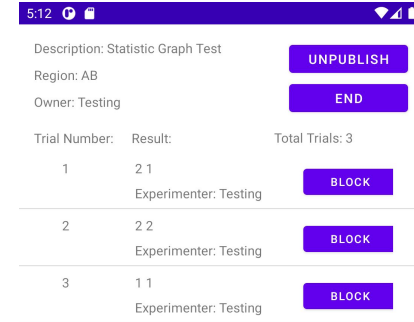 5:12
Description: Statistic Graph Test
UNPUBLISH
Region: AB
Owner: Testing
END
Trial Number: Result: Total Trials: 3
1 2 1
Experimenter: Testing
BLOCK
2 2 2
Experimenter: Testing
BLOCK
3 1 1
Experimenter: Testing
BLOCK